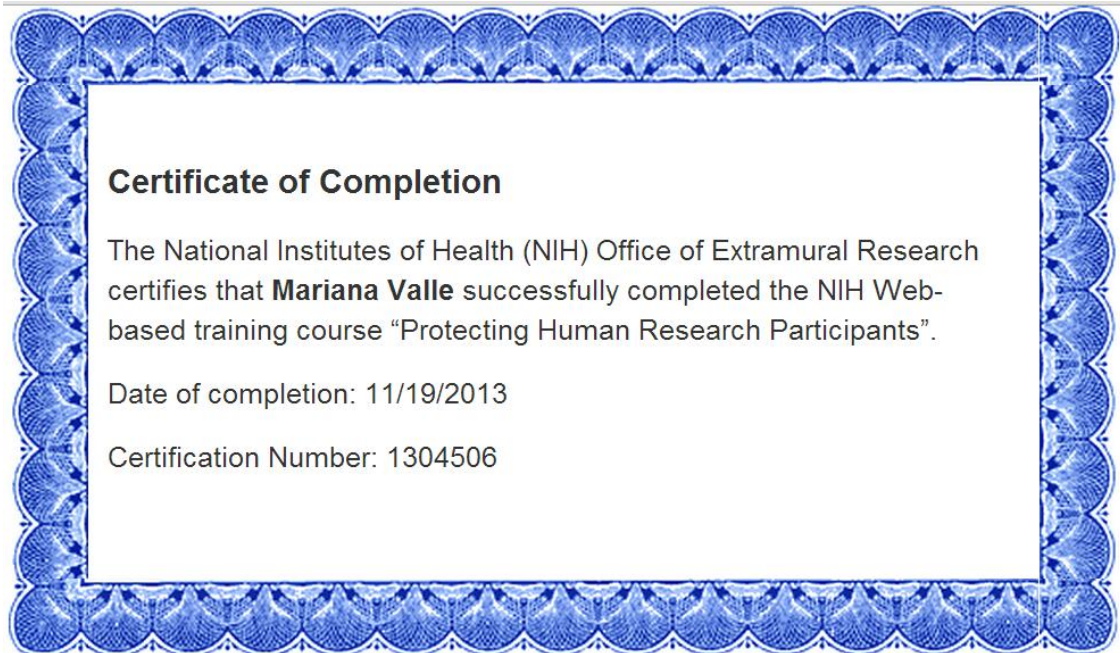 Certificate of Completion
The National Institutes of Health (NIH) Office of Extramural Research
certifies that Mariana Valle successfully completed the NIH Web-
based training course “Protecting Human Research Participants”.
Date of completion: 11/19/2013
Certification Number: 1304506